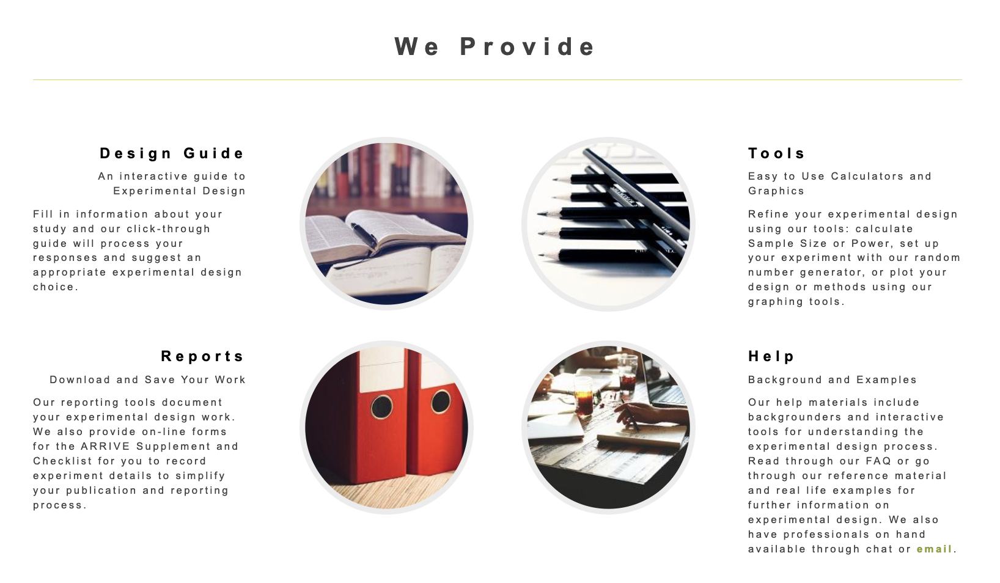 We Provide
Design Guide
An interactive guide to
Experimental Design
Fill in information about your
study and our click-through
guide will process your
responses and suggest an
appropriate experimental design
choice.
Tools
Easy to Use Calculators and
Graphics
Refine your experimental design
using our tools: calculate
Sample Size or Power, set up
your experiment with our random
number generator, or plot your
design or methods using our
graphing tools.
Reports
Download and Save Your Work
Our reporting tools document
your experimental design work.
We also provide on-line forms
for the ARRIVE Supplement and
Checklist for you to record
experiment details to simplify
your publication and reporting
process.
Help
Background and Examples
Our help materials include
backgrounders and interactive
tools for understanding the
experimental design process.
Read through our FAQ or go
through our reference material
and real life examples for
further information on
experimental design. We also
have professionals on hand
available through chat or email.